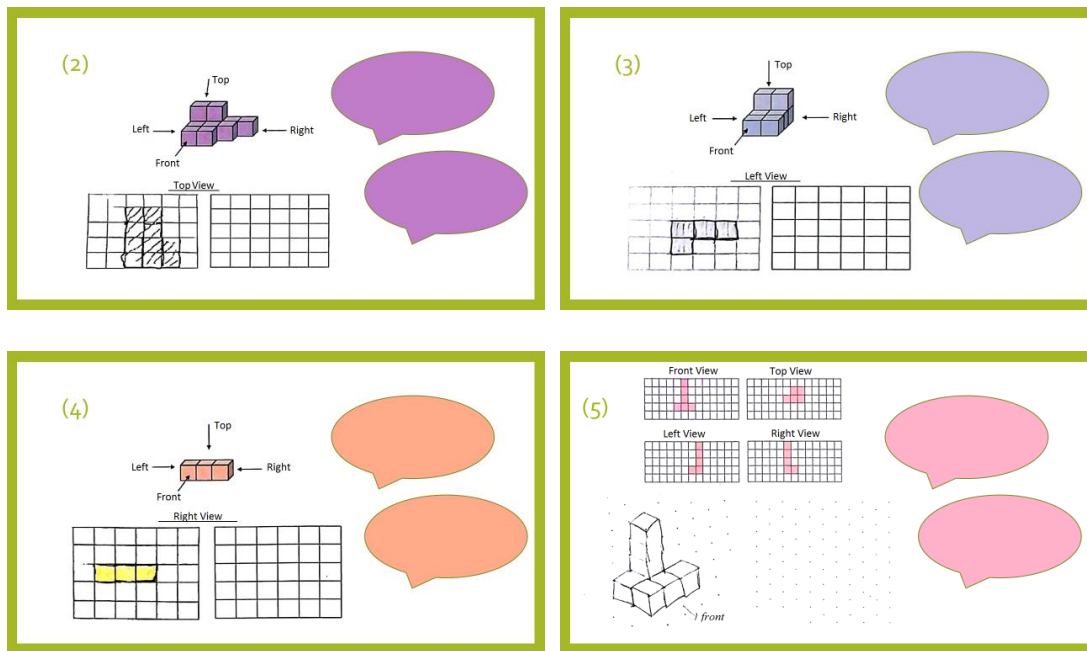 (2)
Top
Left
Right
Front
Top View
(3)
Top
Left
Right
Front
Left View
(4)
Top
Left
Right
Front
Right View
(5)
Front View
Top View
Left View
Right View
front